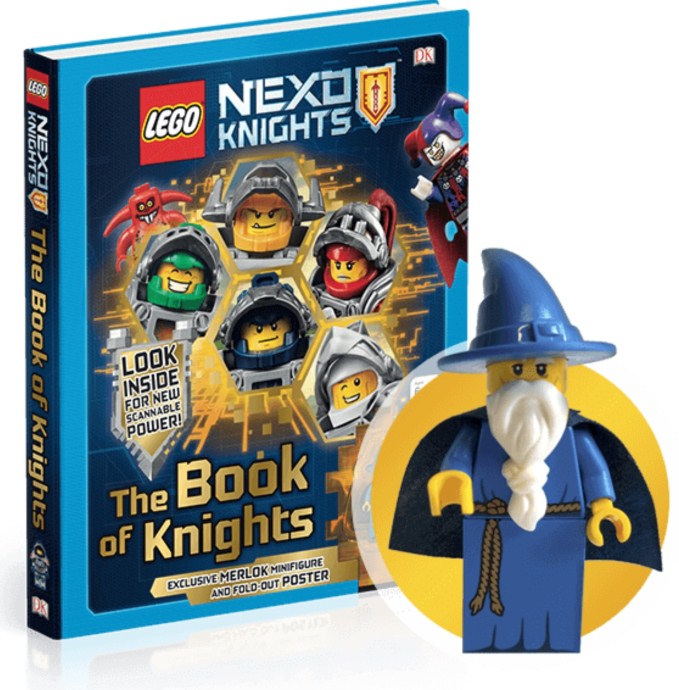 LEGO
NEXO
KNIGHTS
The Book of Knights
DK
DK
LEGO
NEXO
KNIGHTS
LOOK
INSIDE
FOR NEW
SCANNABLE
POWER!
The Book
of Knights
EXCLUSIVE MERLOK MINIFIGURE
AND FOLD-OUT POSTER